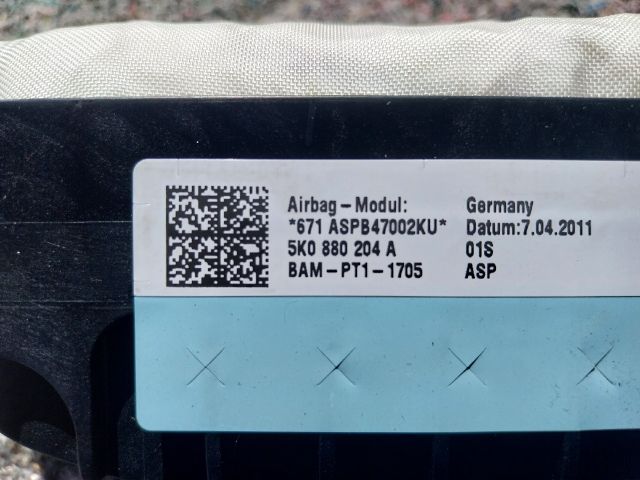 Airbag-Modul: Germany
*671 ASPB47002KU* Datum:7.04.2011
5K0 880 204 A 01S
BAM-PT1-1705 ASP